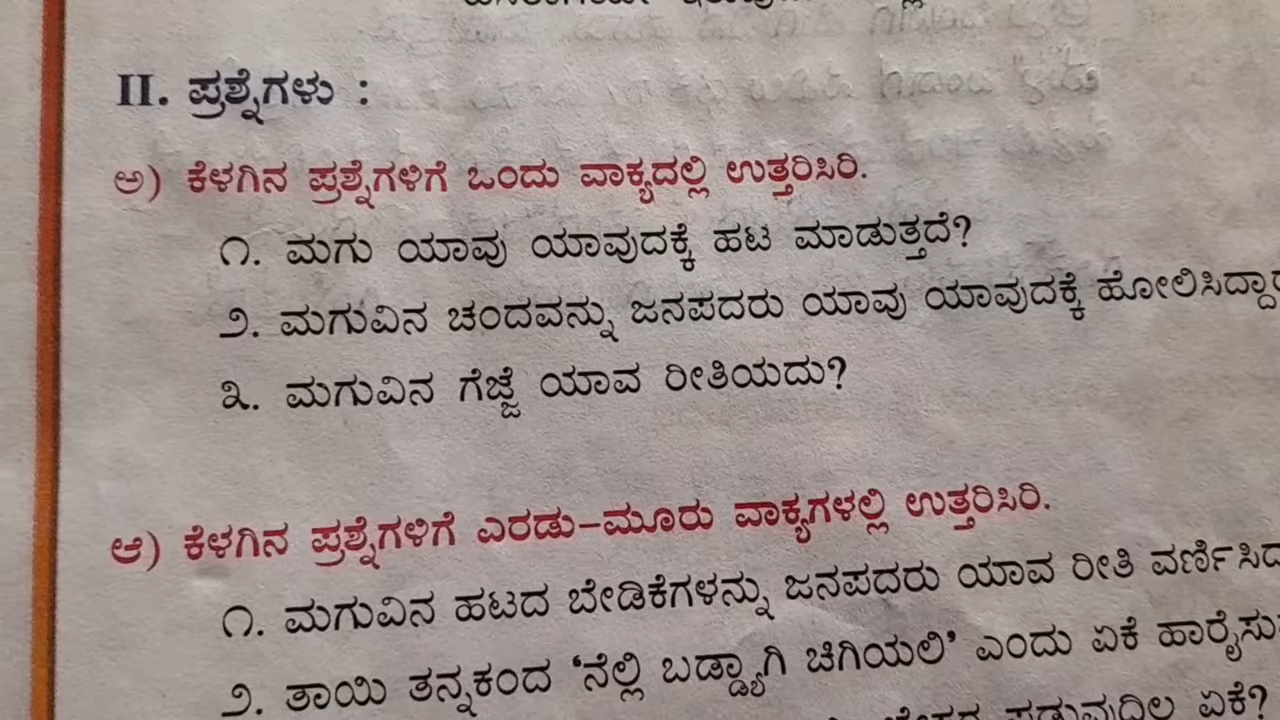 II. ಪ್ರಶ್ನೆಗಳು :
ಅ) ಕೆಳಗಿನ ಪ್ರಶ್ನೆಗಳಿಗೆ ಒಂದು ವಾಕ್ಯದಲ್ಲಿ ಉತ್ತರಿಸಿರಿ.
೧. ಮಗು ಯಾವು ಯಾವುದಕ್ಕೆ ಹಟ ಮಾಡುತ್ತದೆ?
೨. ಮಗುವಿನ ಚಂದವನ್ನು ಜನಪದರು ಯಾವು ಯಾವುದಕ್ಕೆ
೩. ಮಗುವಿನ ಗೆಜ್ಜೆ ಯಾವ ರೀತಿಯದು?
ಆ) ಕೆಳಗಿನ ಪ್ರಶ್ನೆಗಳಿಗೆ ಎರಡು–ಮೂರು ವಾಕ್ಯಗಳಲ್ಲಿ ಉತ್ತರಿಸಿರಿ.
೧. ಮಗುವಿನ ಹಟದ ಬೇಡಿಕೆಗಳನ್ನು ಜನಪದರು ಯಾವ ರೀತಿ
೨. ತಾಯಿ ತನ್ನಕಂದ ‘ನೆಲ್ಲಿ ಬಡ್ಡ್ಯಾಗಿ ಚಿಗಿಯಲಿ’ ಎಂದು ಏಕೆ
ಏಕೆ?